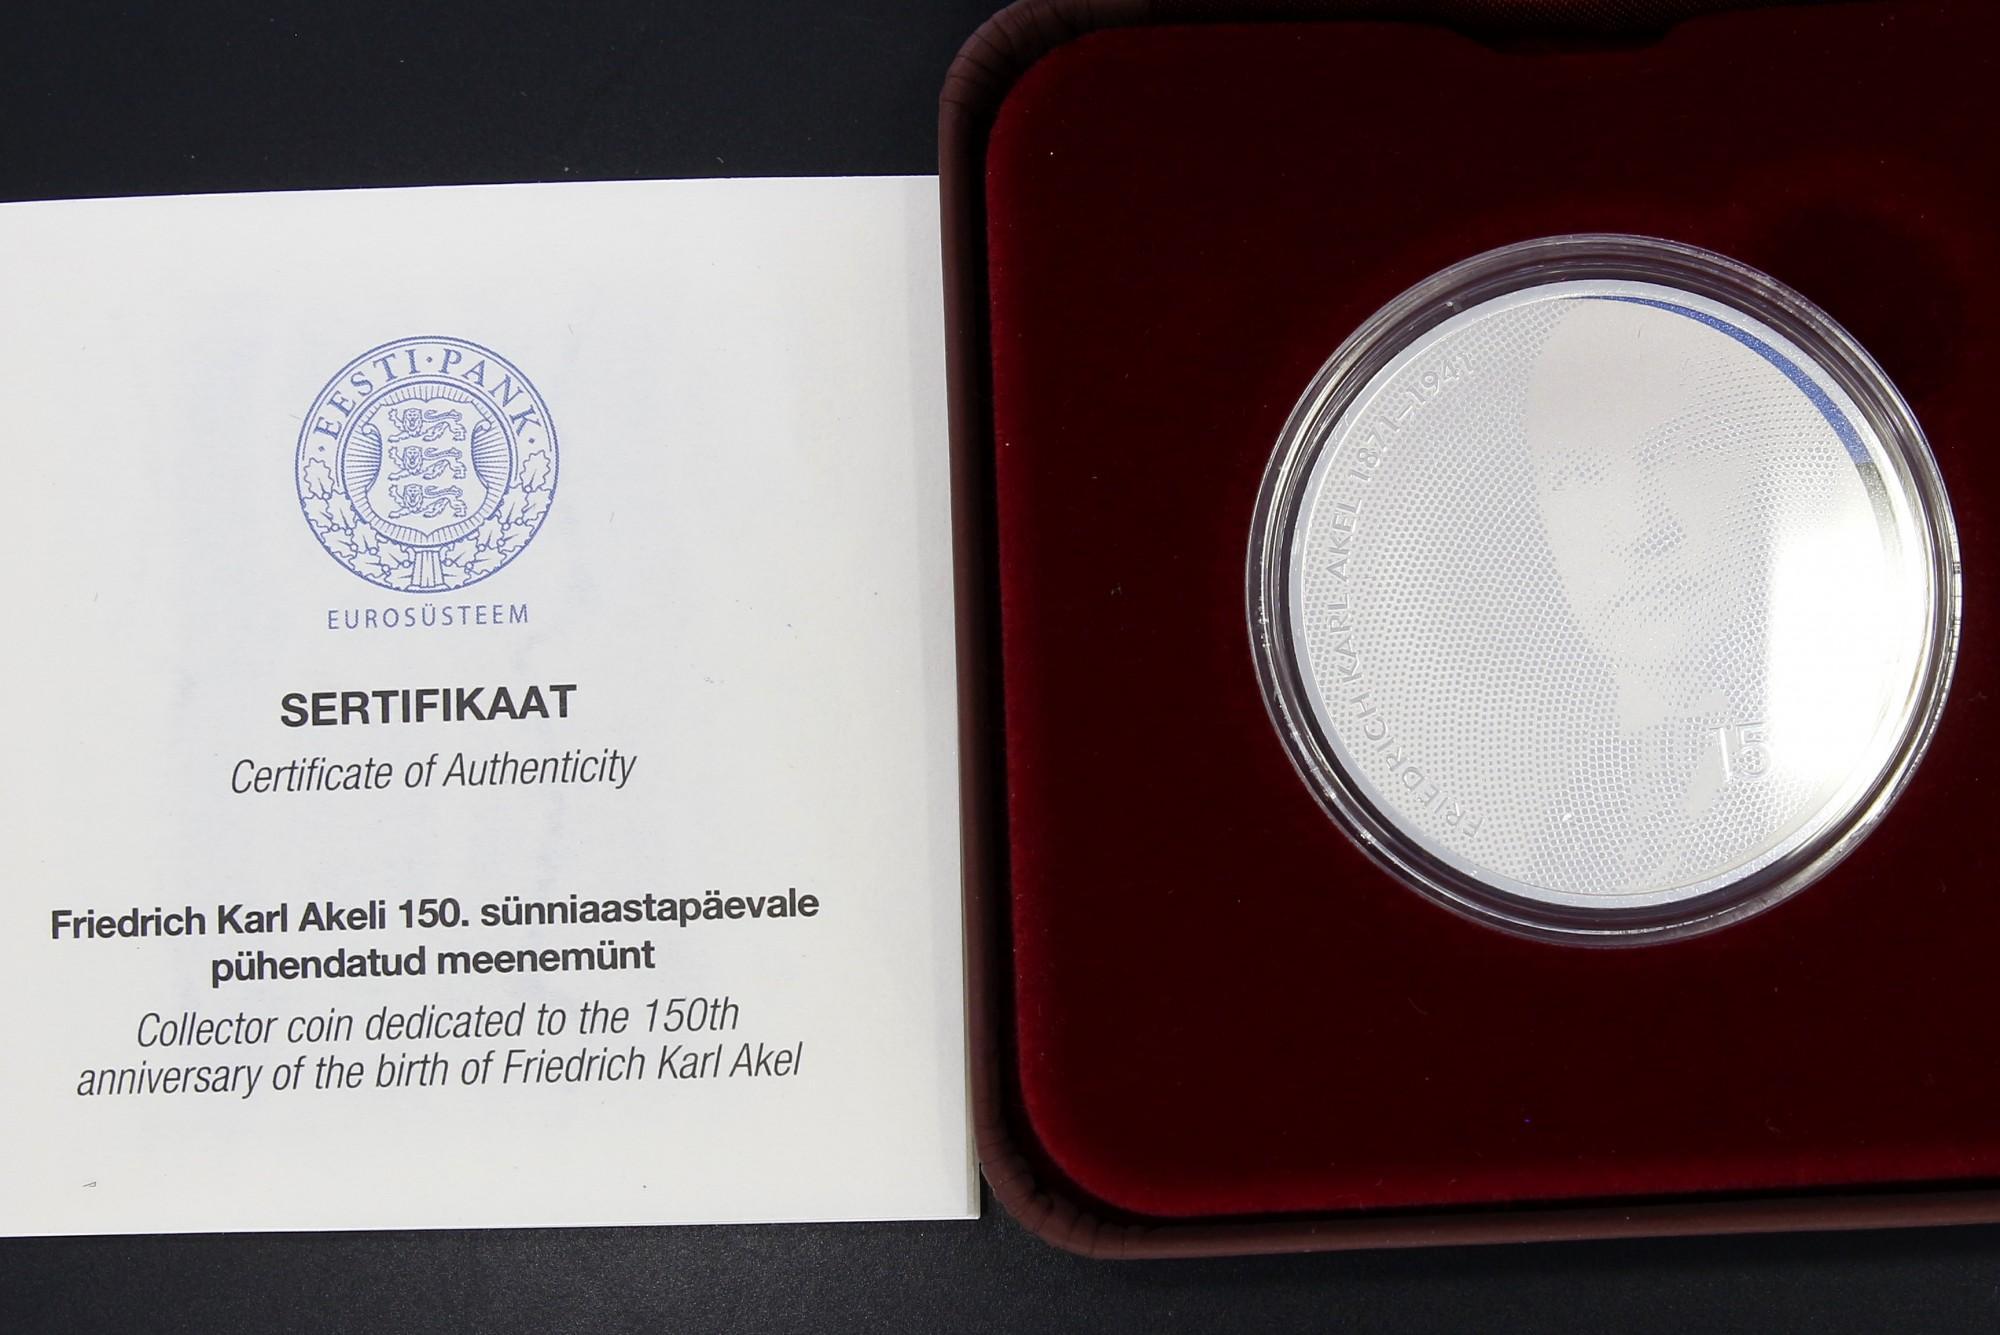 · EESTI · PANK ·
EUROSÜSTEEM
SERTIFIKAAT
Certificate of Authenticity
Friedrich Karl Akeli 150. sünniaastapäevale
pühendatud meenemünt
Collector coin dedicated to the 150th
anniversary of the birth of Friedrich Karl Akel
FRIEDRICH KARL AKEL 1871–1941
15